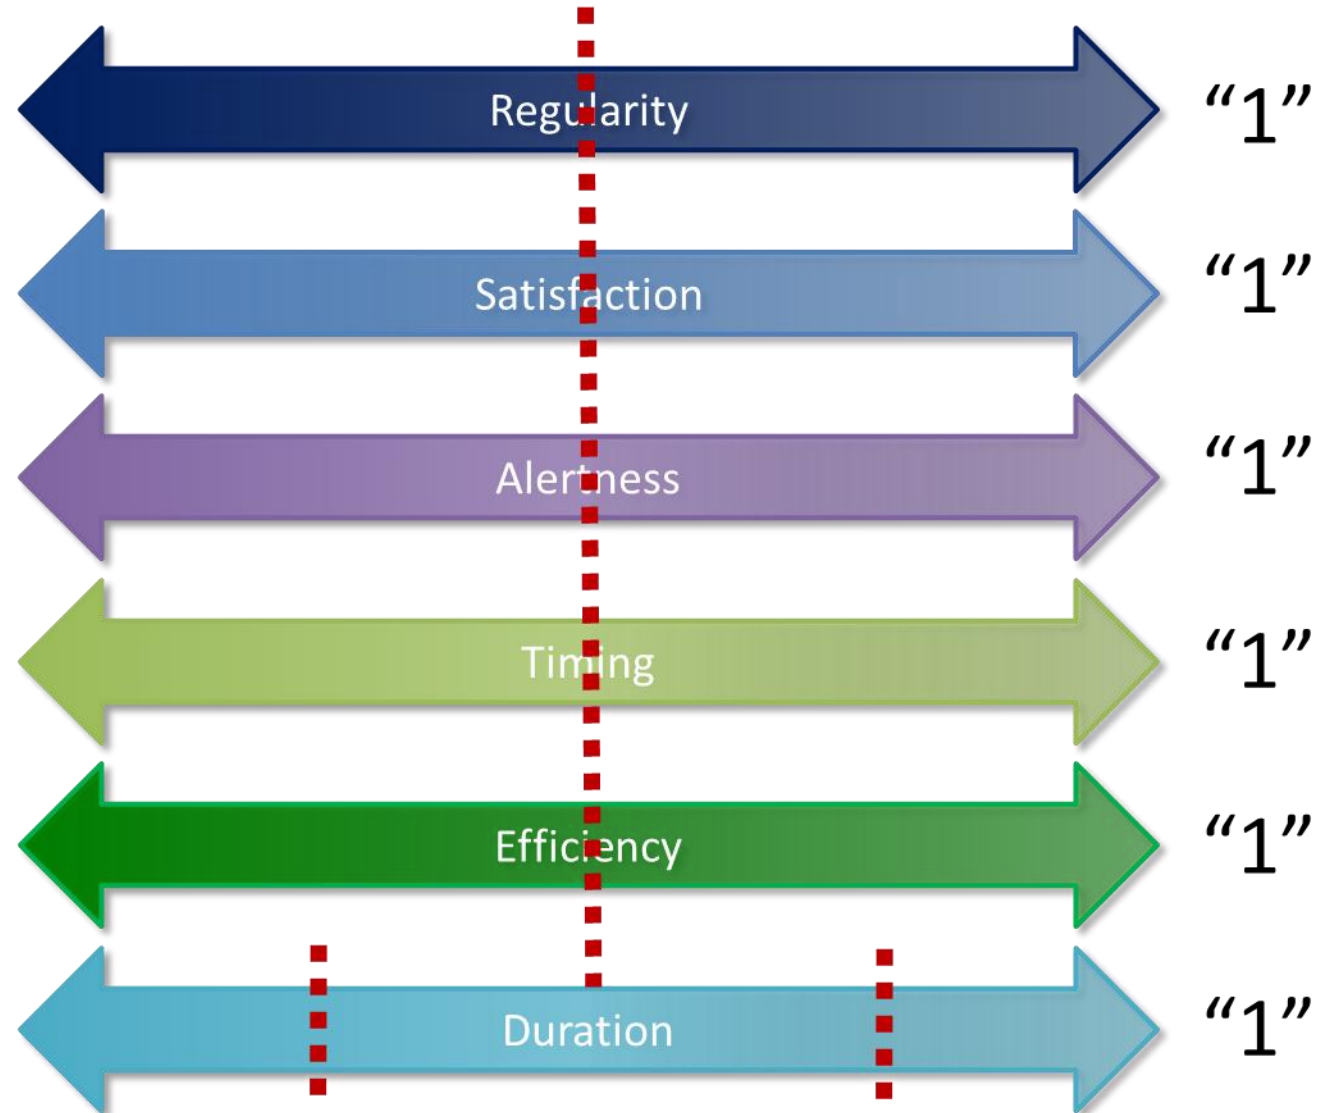 Regularity “1”
Satisfaction “1”
Alertness “1”
Timing “1”
Efficiency “1”
Duration “1”